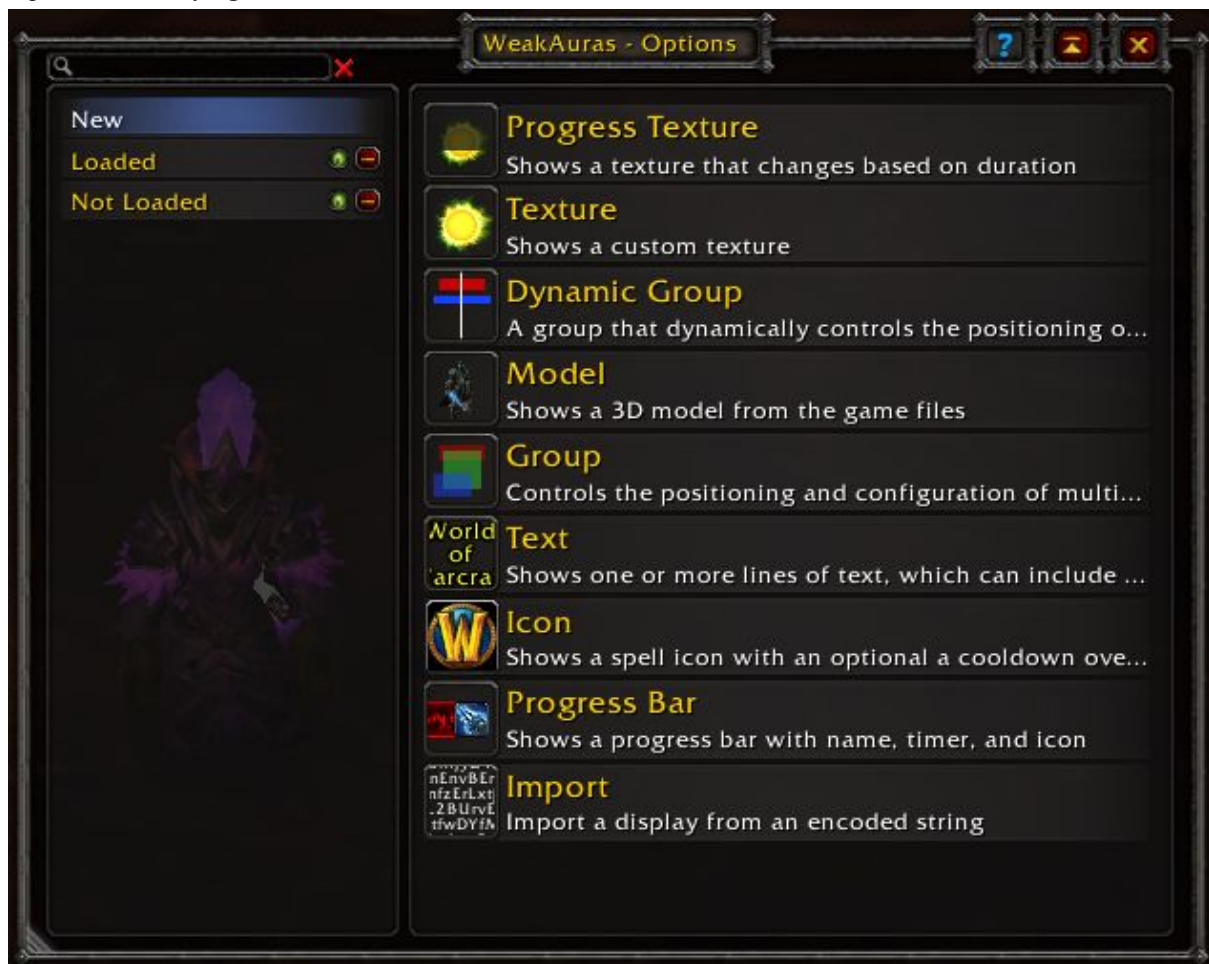 WeakAuras - Options
?
New
Loaded
Not Loaded
Progress Texture
Shows a texture that changes based on duration
Texture
Shows a custom texture
Dynamic Group
A group that dynamically controls the positioning o...
Model
Shows a 3D model from the game files
Group
Controls the positioning and configuration of multi...
World
of
'arcra
Text
Shows one or more lines of text, which can include ...
W
Icon
Shows a spell icon with an optional a cooldown ove...
Progress Bar
Shows a progress bar with name, timer, and icon
nEnvBEr
nfzErLxt
.2BUrvE
tfwDYfM
Import
Import a display from an encoded string